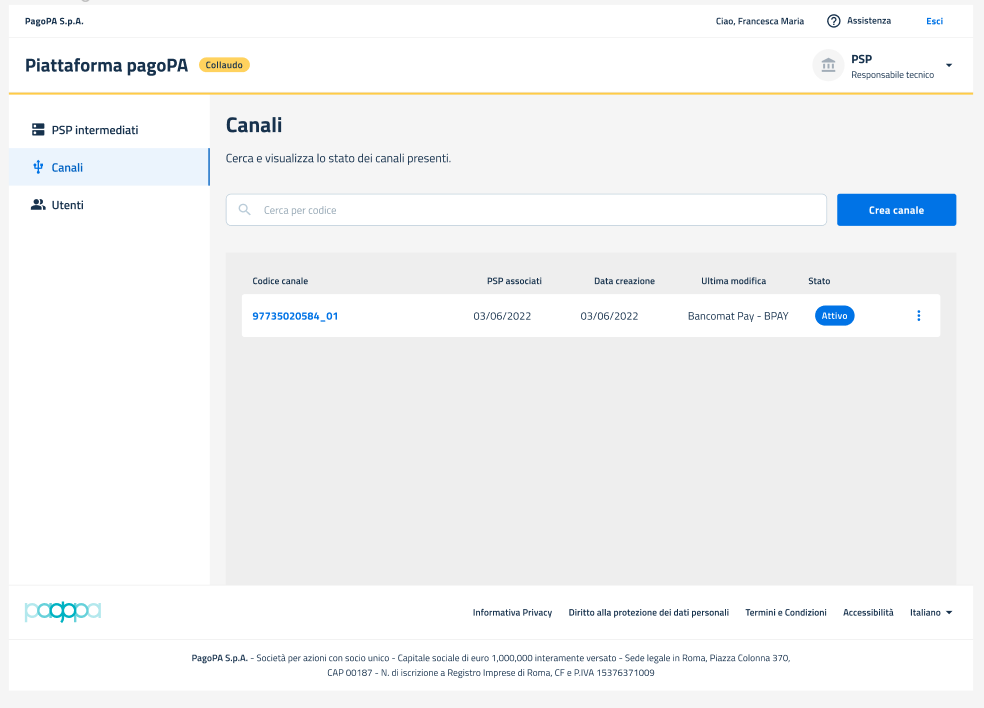 PagoPA S.p.A.
Ciao, Francesca Maria
Assistenza
Esci
Piattaforma pagoPA
Collaudo
PSP
Responsabile tecnico
PSP intermediati
Canali
Utenti
Canali
Cerca e visualizza lo stato dei canali presenti.
Cerca per codice
Crea canale
Codice canale PSP associati Data creazione Ultima modifica Stato
97735020584_01 03/06/2022 03/06/2022 Bancomat Pay - BPAY Attivo
pagopa
Informativa Privacy Diritto alla protezione dei dati personali Termini e Condizioni Accessibilità Italiano
PagoPA S.p.A. - Società per azioni con socio unico - Capitale sociale di euro 1,000,000 interamente versato - Sede legale in Roma, Piazza Colonna 370,
CAP 00187 - N. di iscrizione a Registro Imprese di Roma, CF e P.IVA 15376371009